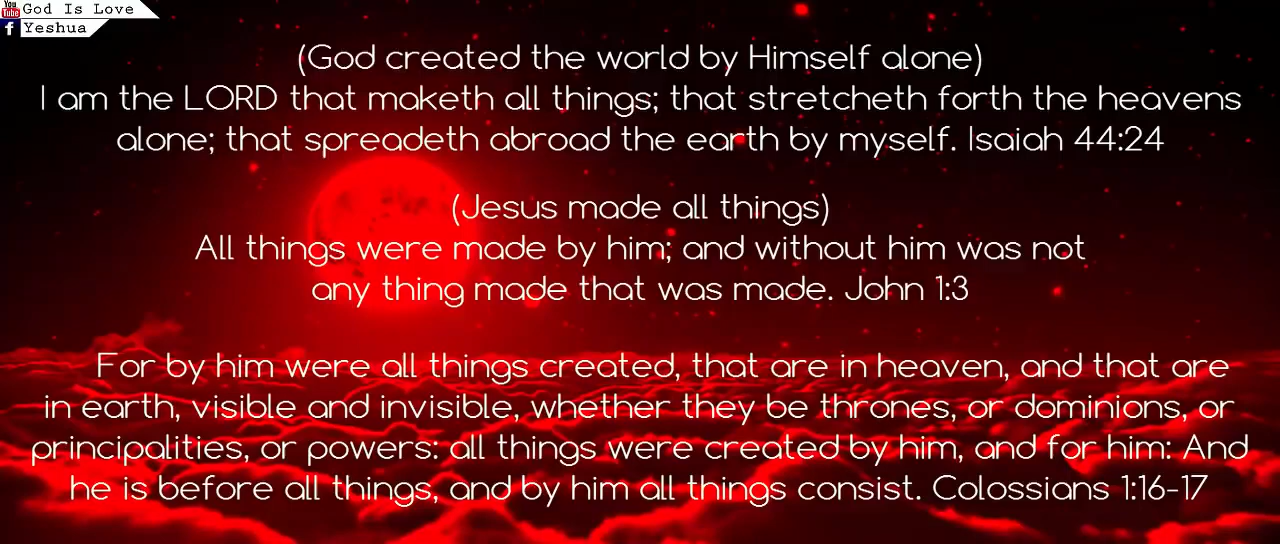 You
Tube
God Is Love
f
Yeshua
(God created the world by Himself alone)
I am the LORD that maketh all things; that stretcheth forth the heavens
alone; that spreadeth abroad the earth by myself. Isaiah 44:24
(Jesus made all things)
All things were made by him; and without him was not
any thing made that was made. John 1:3
For by him were all things created, that are in heaven, and that are
in earth, visible and invisible, whether they be thrones, or dominions, or
principalities, or powers: all things were created by him, and for him: And
he is before all things, and by him all things consist. Colossians 1:16-17